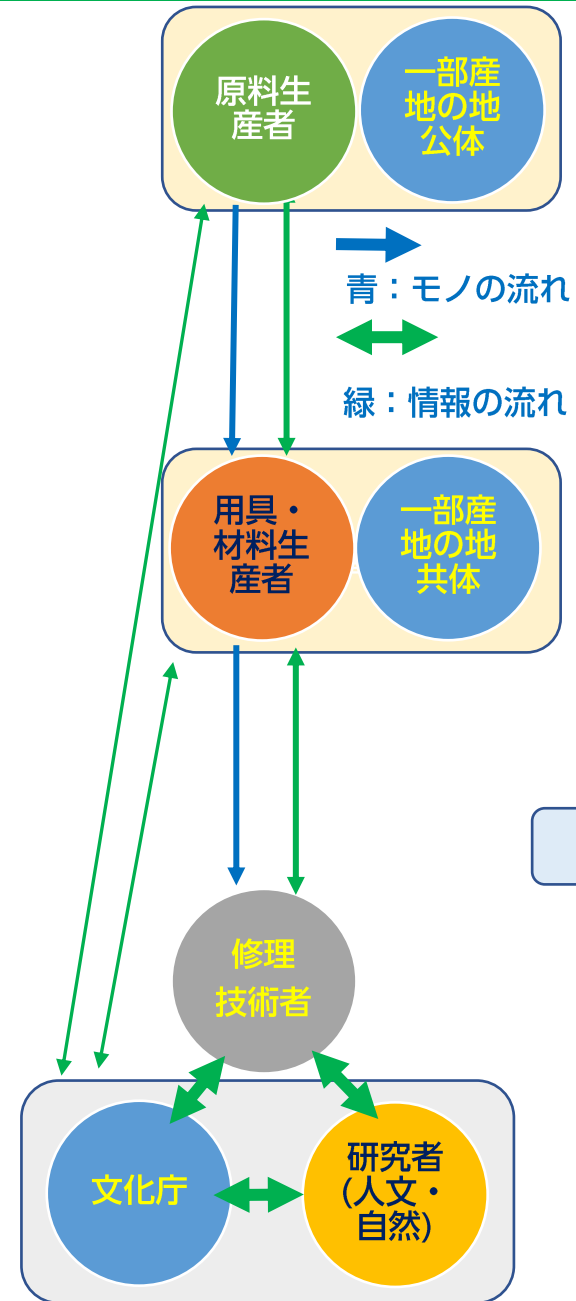 原料生
産者
一部産
地の地
公体
青：モノの流れ
緑：情報の流れ
用具・
材料生
産者
一部産
地の地
共体
修理
技術者
文化庁
研究者
(人文・
自然)